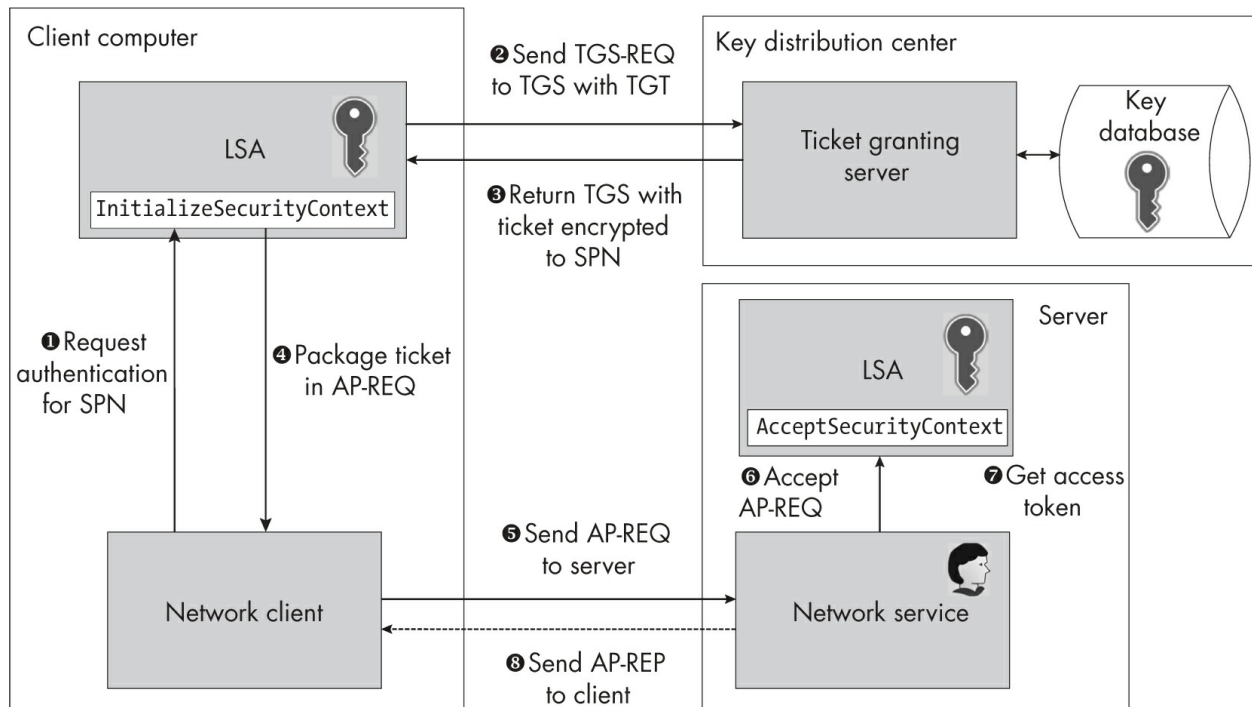 Client computer
LSA
InitializeSecurityContext
❶Request
authentication
for SPN
❹Package ticket
in AP-REQ
Network client
❷Send TGS-REQ
to TGS with TGT
❸Return TGS with
ticket encrypted
to SPN
Key distribution center
Ticket granting
server
Key
database
Server
LSA
AcceptSecurityContext
❻Accept
AP-REQ
❼Get access
token
❺Send AP-REQ
to server
Network service
❽Send AP-REP
to client